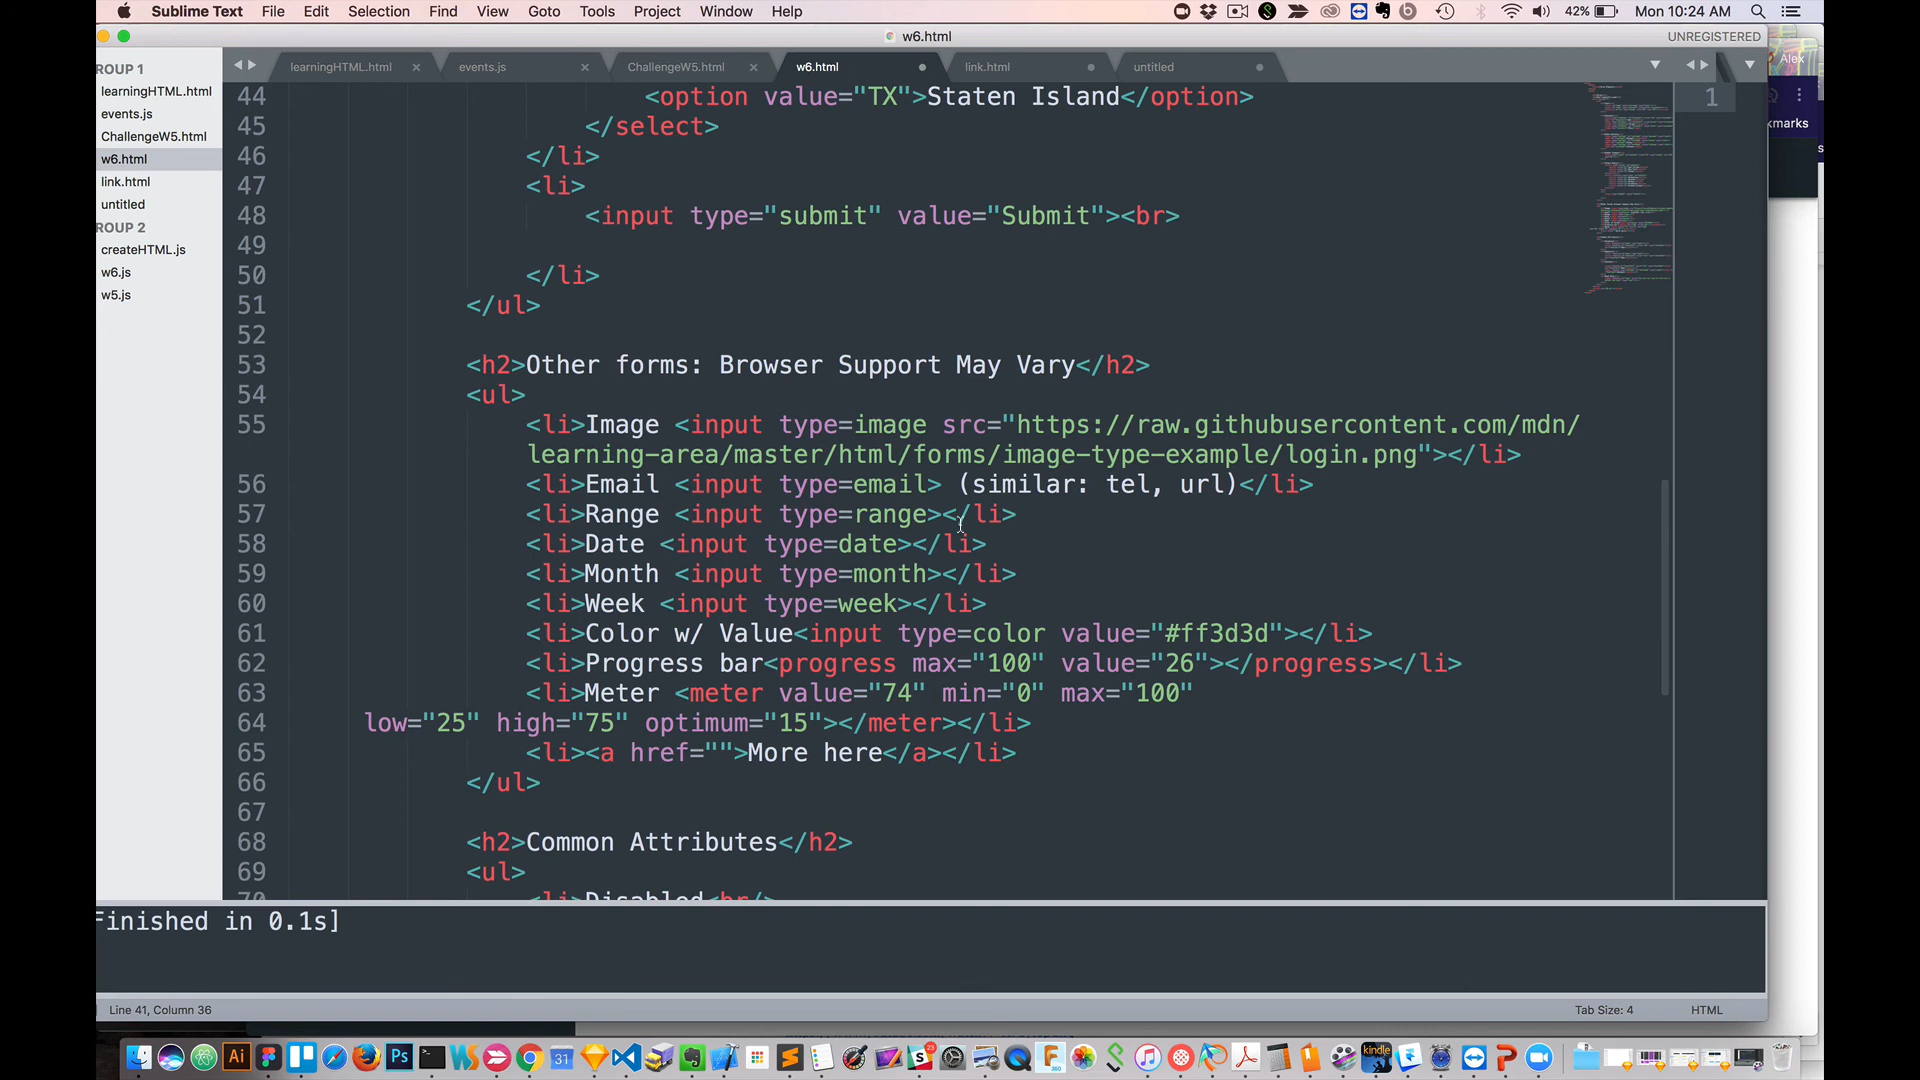 Sublime Text File Edit Selection Find View Goto Tools Project Window Help 42% Mon 10:24 AM
w6.html UNREGISTERED
Alex
learningHTML.html events.js ChallengeW5.html w6.html link.html untitled
kmarks
ROUP 1
learningHTML.html
events.js
ChallengeW5.html
w6.html
link.html
untitled
ROUP 2
createHTML.js
w6.js
w5.js
44 <option value="TX">Staten Island</option>
45 </select>
46 </li>
47 <li>
48 <input type="submit" value="Submit"><br>
49
50 </li>
51 </ul>
52
53 <h2>Other forms: Browser Support May Vary</h2>
54 <ul>
55 <li>Image <input type=image src="https://raw.githubusercontent.com/mdn/
learning-area/master/html/forms/image-type-example/login.png"></li>
56 <li>Email <input type=email> (similar: tel, url)</li>
57 <li>Range <input type=range></li>
58 <li>Date <input type=date></li>
59 <li>Month <input type=month></li>
60 <li>Week <input type=week></li>
61 <li>Color w/ Value<input type=color value="#ff3d3d"></li>
62 <li>Progress bar<progress max="100" value="26"></progress></li>
63 <li>Meter <meter value="74" min="0" max="100"
64 low="25" high="75" optimum="15"></meter></li>
65 <li><a href="">More here</a></li>
66 </ul>
67
68 <h2>Common Attributes</h2>
69 <ul>
70 <li>Disabled<br/>
1
Finished in 0.1s]
Line 41, Column 36 Tab Size: 4 HTML